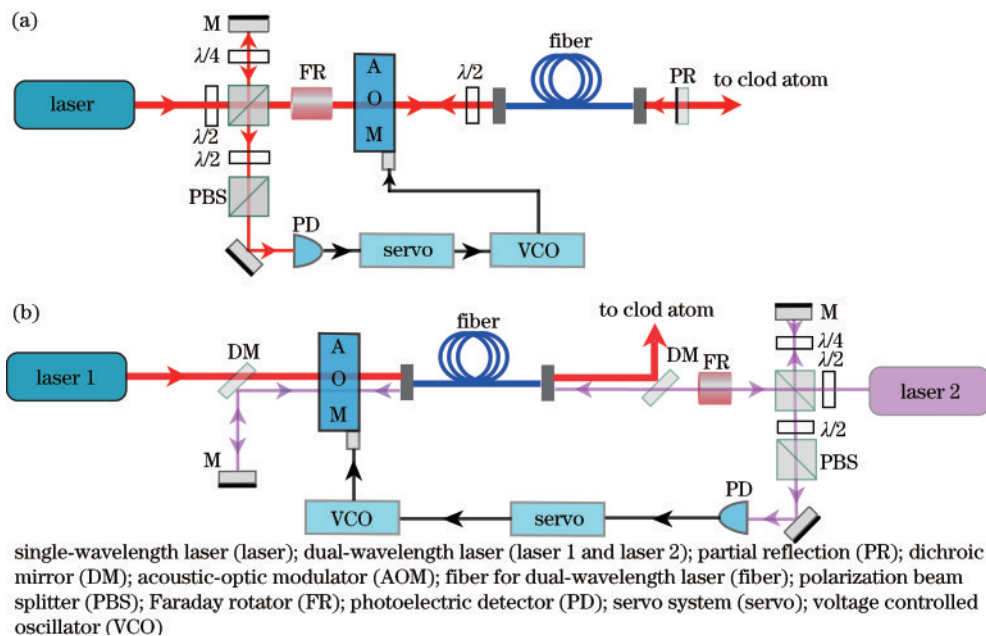 (a)
M
λ/4
FR
A
O
M
λ/2
fiber
PR
to clod atom
laser
λ/2
λ/2
PBS
PD
servo
VCO
(b)
fiber
to clod atom
M
λ/4
λ/2
DM
A
O
M
DM
FR
laser 1
laser 2
λ/2
M
PBS
PD
VCO
servo
single-wavelength laser (laser); dual-wavelength laser (laser 1 and laser 2); partial reflection (PR); dichroic
mirror (DM); acoustic-optic modulator (AOM); fiber for dual-wavelength laser (fiber); polarization beam
splitter (PBS); Faraday rotator (FR); photoelectric detector (PD); servo system (servo); voltage controlled
oscillator (VCO)